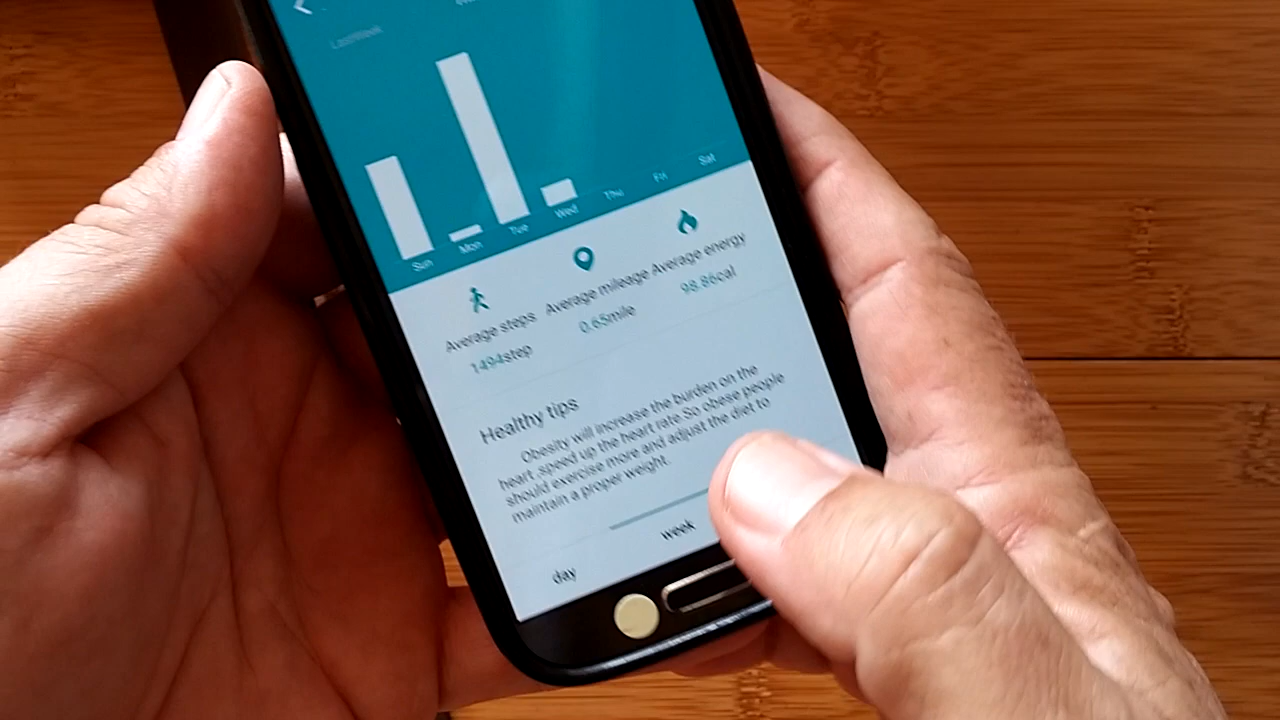 LastWeek
Sun Mon Tue Wed Thu Fri Sat
Average steps Average mileage Average energy
1494step 0.65mile 98.86cal
Healthy tips
Obesity will increase the burden on the
heart ,speed up the heart rate.So obese people
should exercise more and adjust the diet to
maintain a proper weight.
day week